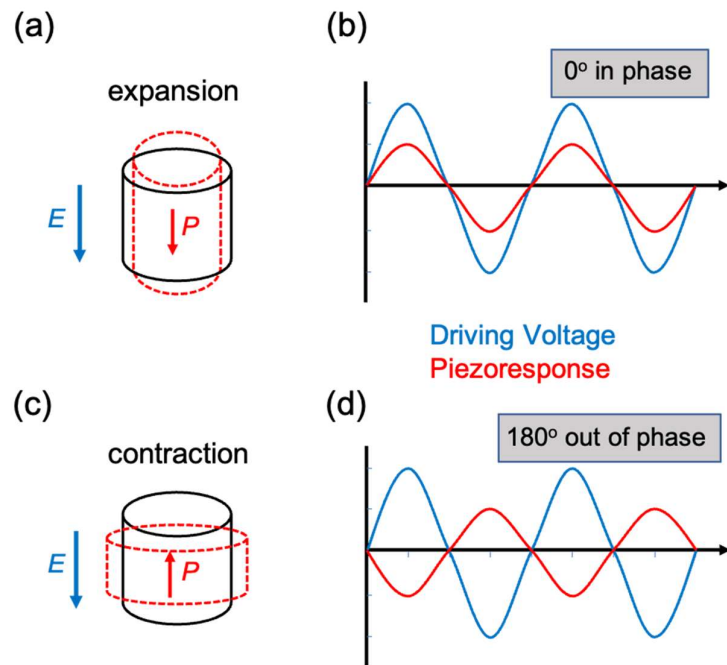 (a)
expansion
E
P
(b)
0° in phase
Driving Voltage
Piezoresponse
(c)
contraction
E
P
(d)
180° out of phase